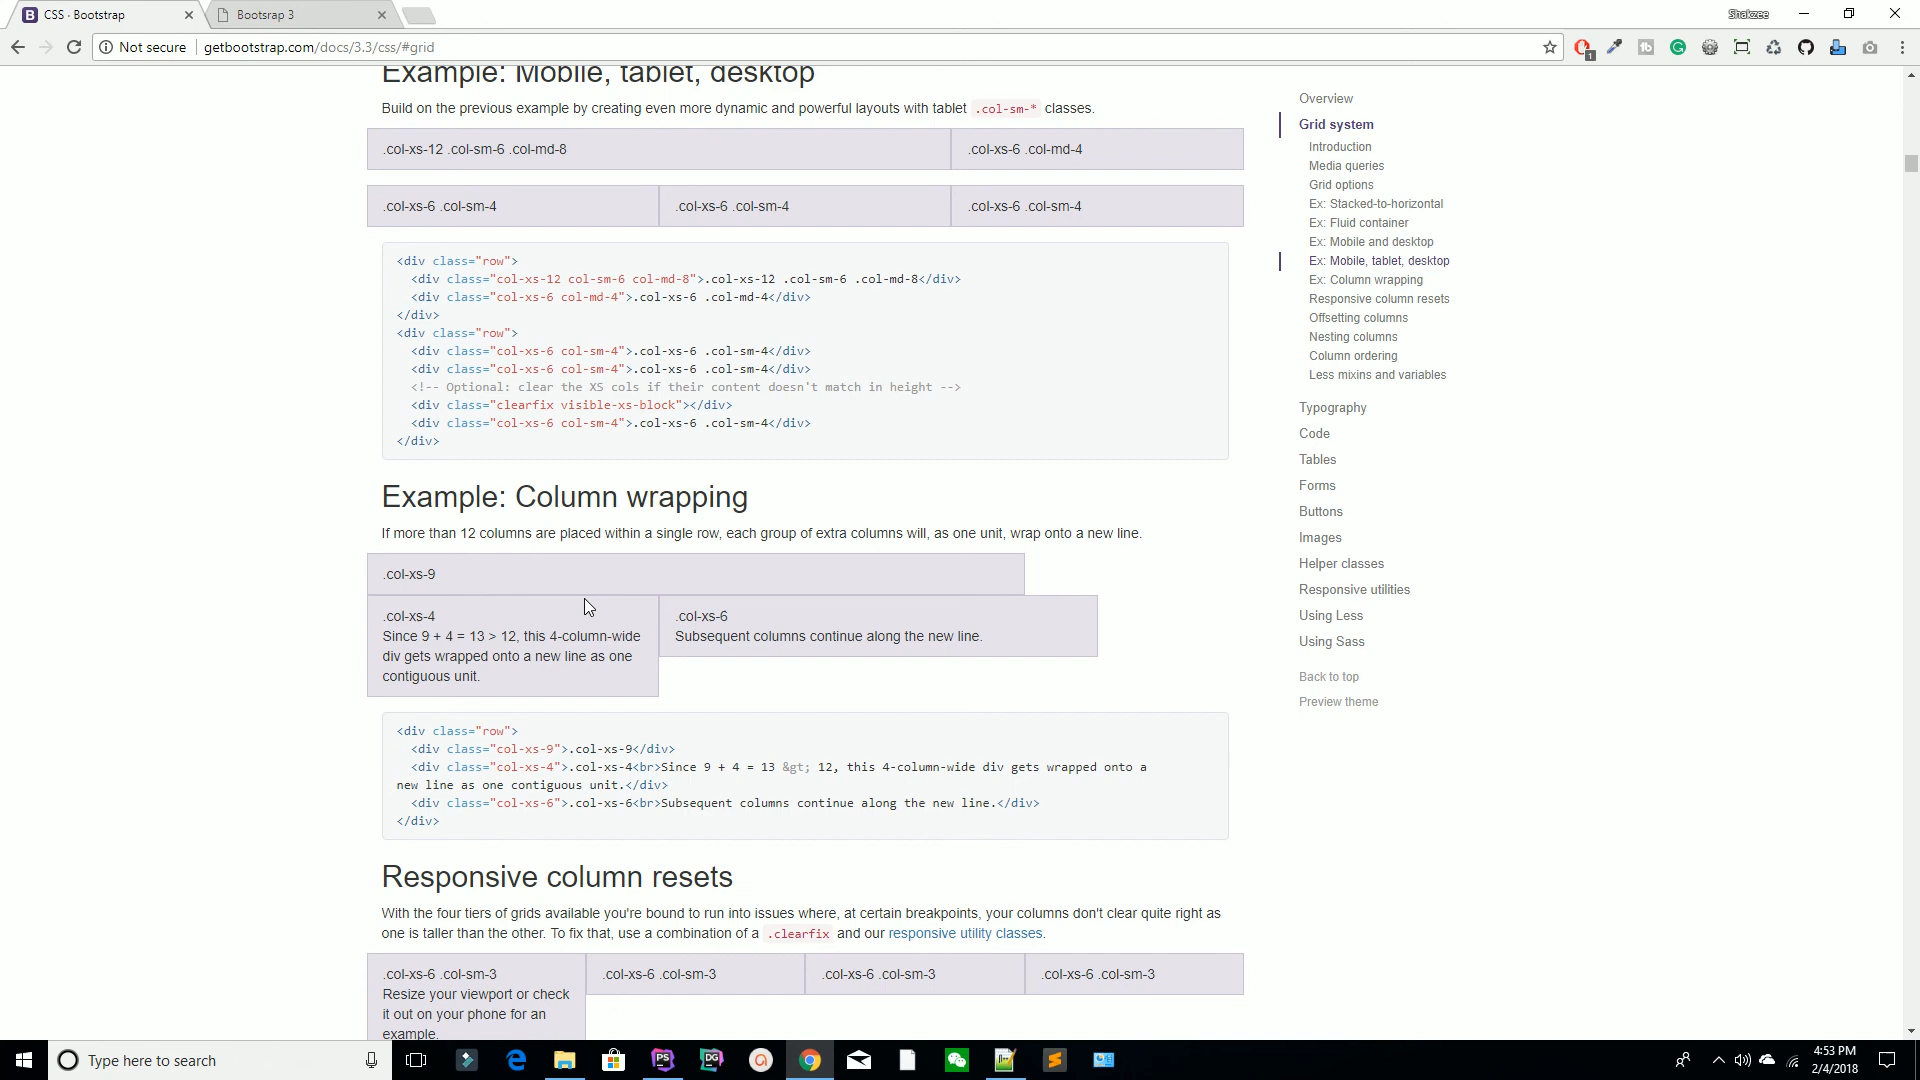 CSS · Bootstrap
Bootsrap 3
Shakzee
Not secure
getbootstrap.com/docs/3.3/css/#grid
Example: Mobile, tablet, desktop
Build on the previous example by creating even more dynamic and powerful layouts with tablet .col-sm-* classes.
.col-xs-12 .col-sm-6 .col-md-8
.col-xs-6 .col-md-4
.col-xs-6 .col-sm-4
.col-xs-6 .col-sm-4
.col-xs-6 .col-sm-4
<div class="row">
<div class="col-xs-12 col-sm-6 col-md-8">.col-xs-12 .col-sm-6 .col-md-8</div>
<div class="col-xs-6 col-md-4">.col-xs-6 .col-md-4</div>
</div>
<div class="row">
<div class="col-xs-6 col-sm-4">.col-xs-6 .col-sm-4</div>
<div class="col-xs-6 col-sm-4">.col-xs-6 .col-sm-4</div>
<!-- Optional: clear the XS cols if their content doesn't match in height -->
<div class="clearfix visible-xs-block"></div>
<div class="col-xs-6 col-sm-4">.col-xs-6 .col-sm-4</div>
</div>
Example: Column wrapping
If more than 12 columns are placed within a single row, each group of extra columns will, as one unit, wrap onto a new line.
.col-xs-9
.col-xs-4
Since 9 + 4 = 13 > 12, this 4-column-wide
div gets wrapped onto a new line as one
contiguous unit.
.col-xs-6
Subsequent columns continue along the new line.
<div class="row">
<div class="col-xs-9">.col-xs-9</div>
<div class="col-xs-4">.col-xs-4<br>Since 9 + 4 = 13 &gt; 12, this 4-column-wide div gets wrapped onto a
new line as one contiguous unit.</div>
<div class="col-xs-6">.col-xs-6<br>Subsequent columns continue along the new line.</div>
</div>
Responsive column resets
With the four tiers of grids available you're bound to run into issues where, at certain breakpoints, your columns don't clear quite right as
one is taller than the other. To fix that, use a combination of a .clearfix and our responsive utility classes.
.col-xs-6 .col-sm-3
Resize your viewport or check
it out on your phone for an
example.
.col-xs-6 .col-sm-3
.col-xs-6 .col-sm-3
.col-xs-6 .col-sm-3
Overview
Grid system
Introduction
Media queries
Grid options
Ex: Stacked-to-horizontal
Ex: Fluid container
Ex: Mobile and desktop
Ex: Mobile, tablet, desktop
Ex: Column wrapping
Responsive column resets
Offsetting columns
Nesting columns
Column ordering
Less mixins and variables
Typography
Code
Tables
Forms
Buttons
Images
Helper classes
Responsive utilities
Using Less
Using Sass
Back to top
Preview theme
Type here to search
4:53 PM
2/4/2018